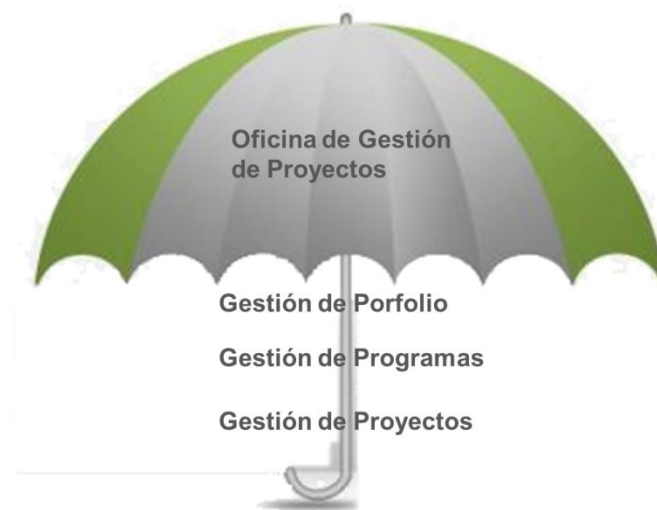 Oficina de Gestión
de Proyectos
Gestión de Porfolio
Gestión de Programas
Gestión de Proyectos